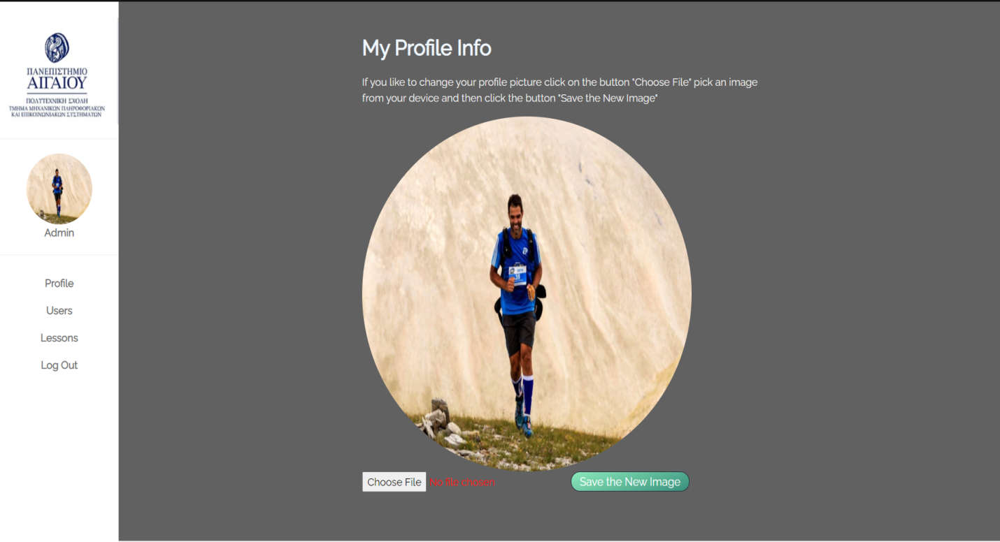 ΠΑΝΕΠΙΣΤΗΜΙΟ
ΑΙΓΑΙΟΥ
ΠΟΛΥΤΕΧΝΙΚΗ ΣΧΟΛΗ
ΤΜΗΜΑ ΜΗΧΑΝΙΚΩΝ ΠΛΗΡΟΦΟΡΙΑΚΩΝ
ΚΑΙ ΕΠΙΚΟΙΝΩΝΙΑΚΩΝ ΣΥΣΤΗΜΑΤΩΝ
Admin
Profile
Users
Lessons
Log Out
My Profile Info
If you like to change your profile picture click on the button "Choose File" pick an image
from your device and then click the button "Save the New Image"
Choose File No file chosen
Save the New Image